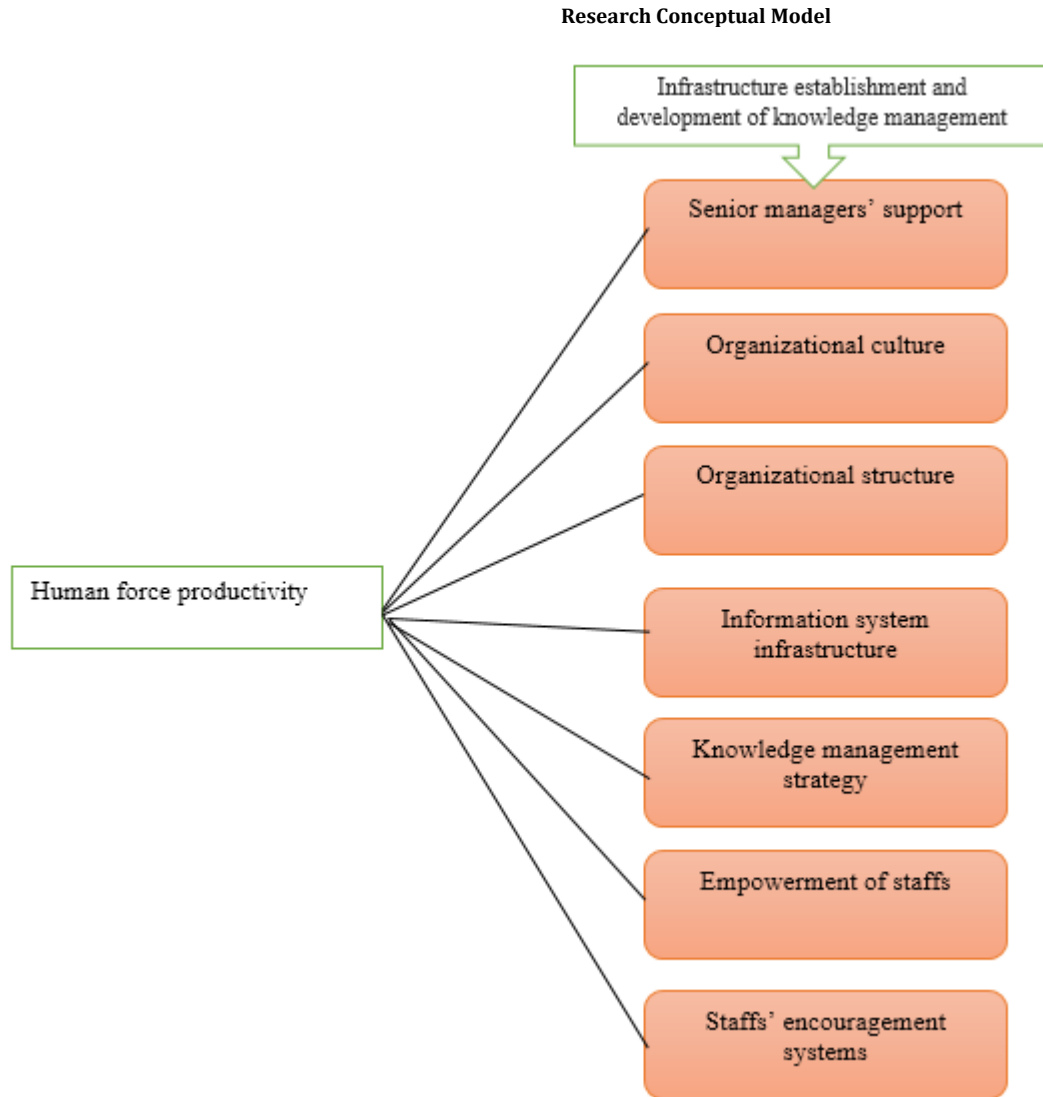 Research Conceptual Model
Infrastructure establishment and
development of knowledge management
Senior managers’ support
Organizational culture
Organizational structure
Human force productivity
Information system
infrastructure
Knowledge management
strategy
Empowerment of staffs
Staffs’ encouragement
systems